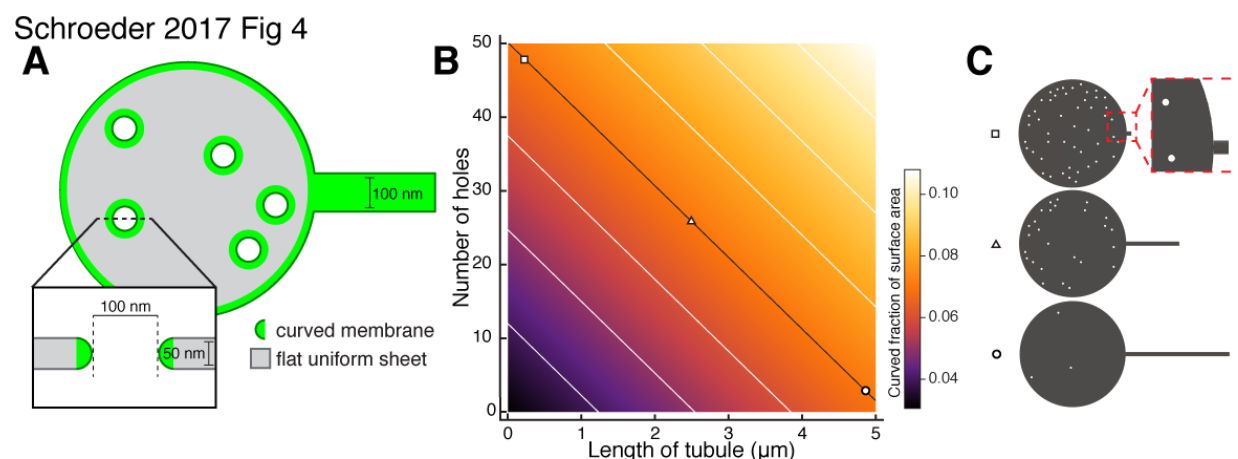 Schroeder 2017 Fig 4
A
100 nm
100 nm
50 nm
curved membrane
flat uniform sheet
B
Number of holes
50
40
30
20
10
0
0 1 2 3 4 5
Length of tubule (µm)
Curved fraction of surface area
0.10
0.08
0.06
0.04
C